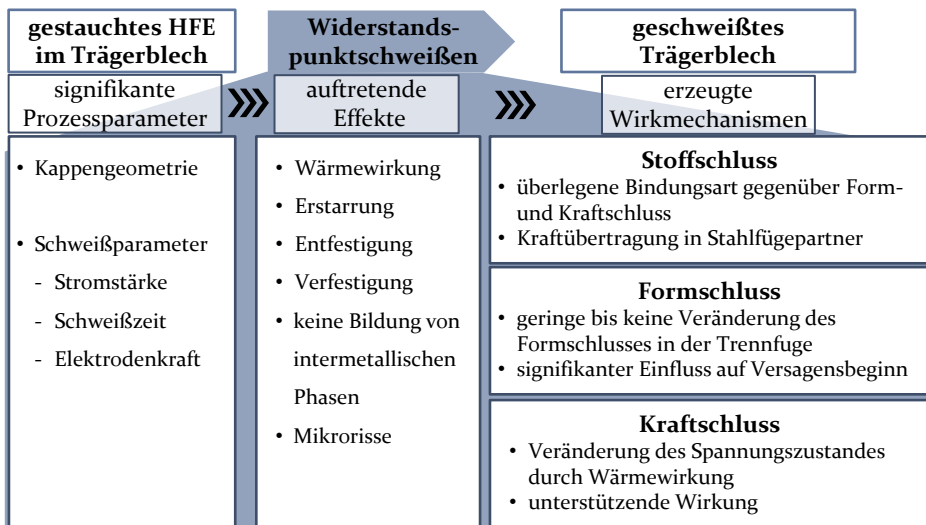 gestauchtes HFE
im Trägerblech
Widerstands-
punktschweißen
geschweißtes
Trägerblech
signifikante
Prozessparameter
auftretende
Effekte
erzeugte
Wirkmechanismen
• Kappengeometrie
• Schweißparameter
- Stromstärke
- Schweißzeit
- Elektrodenkraft
• Wärmewirkung
• Erstarrung
• Entfestigung
• Verfestigung
• keine Bildung von
intermetallischen
Phasen
• Mikrorisse
Stoffschluss
• überlegene Bindungsart gegenüber Form-
und Kraftschluss
• Kraftübertragung in Stahlfügepartner
Formschluss
• geringe bis keine Veränderung des
Formschlusses in der Trennfuge
• signifikanter Einfluss auf Versagensbeginn
Kraftschluss
• Veränderung des Spannungszustandes
durch Wärmewirkung
• unterstützende Wirkung